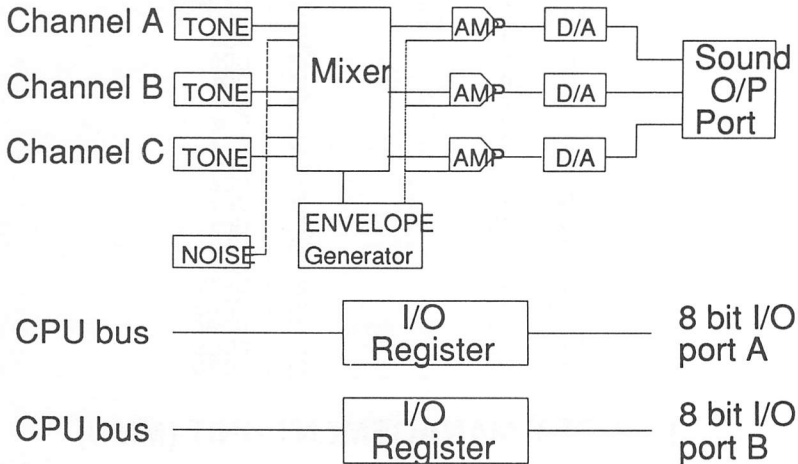 Channel A
TONE
AMP
D/A
Mixer
Sound
O/P
Port
Channel B
TONE
AMP
D/A
Channel C
TONE
AMP
D/A
ENVELOPE
Generator
NOISE
CPU bus
I/O
Register
8 bit I/O
port A
CPU bus
I/O
Register
8 bit I/O
port B